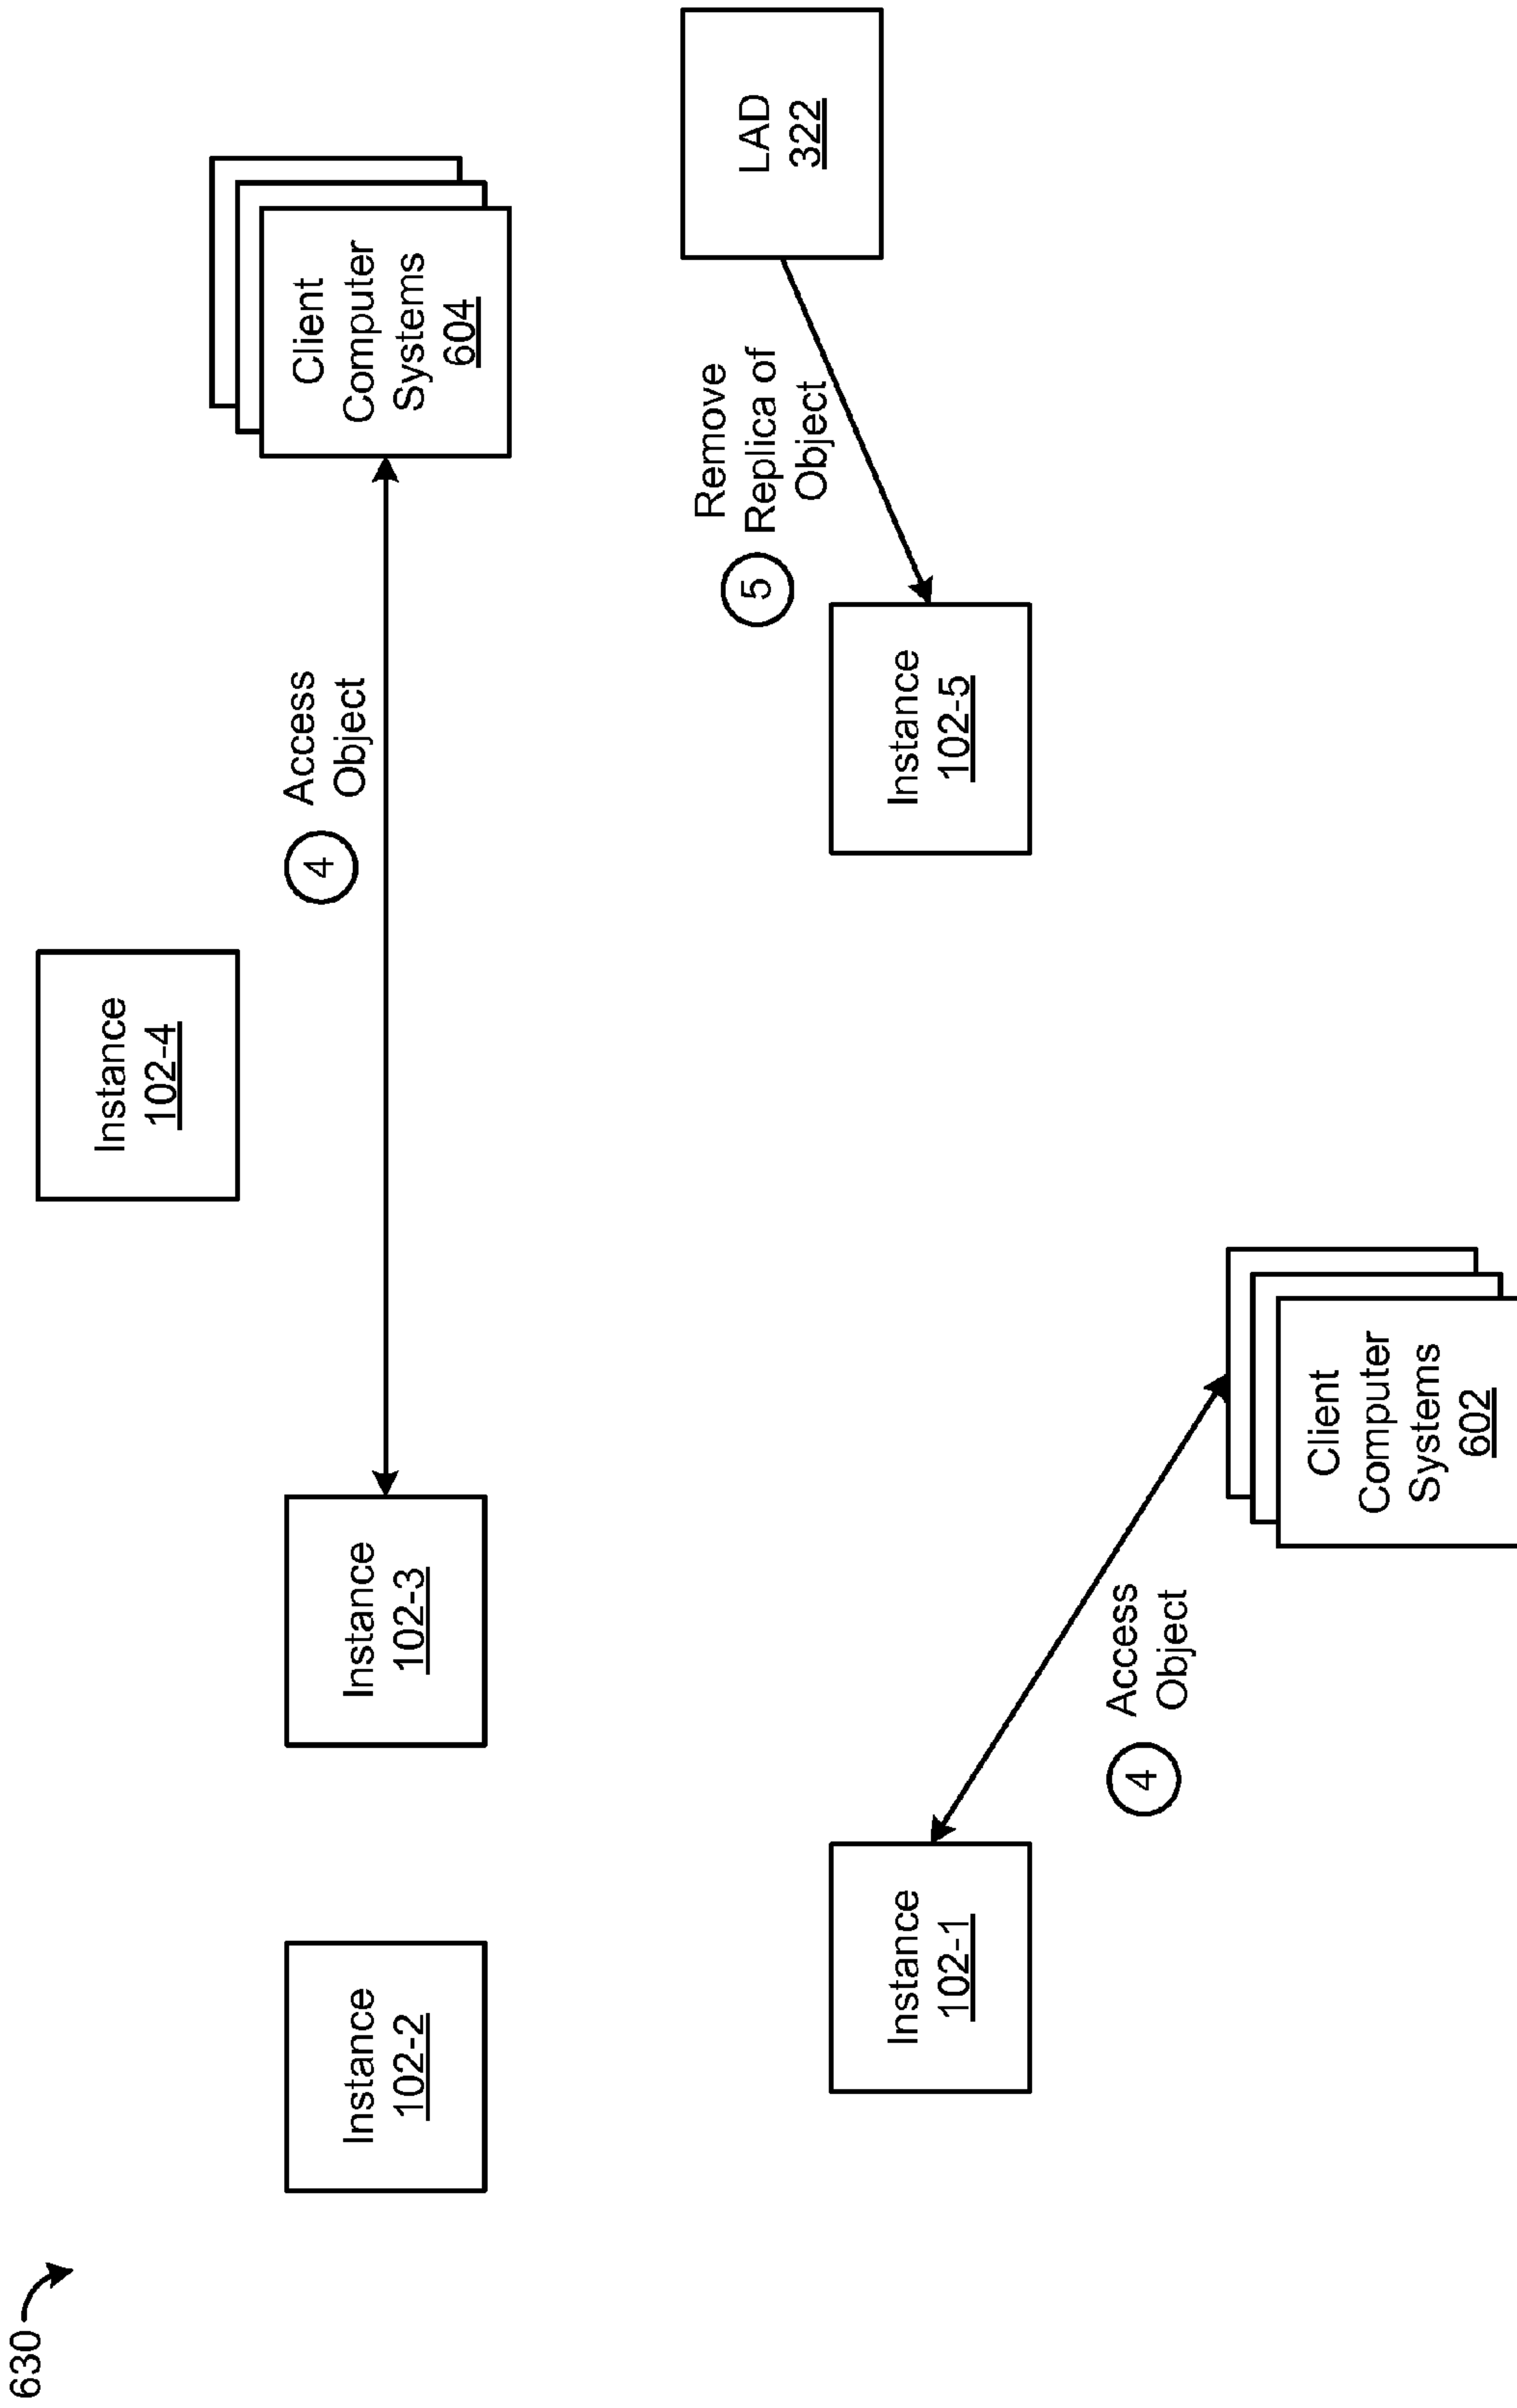 630
Instance
102-4
Instance
102-2
Instance
102-3
4 Access
Object
Client
Computer
Systems
604
Remove
5 Replica of
Object
LAD
322
Instance
102-1
Instance
102-5
4 Access
Object
Client
Computer
Systems
602